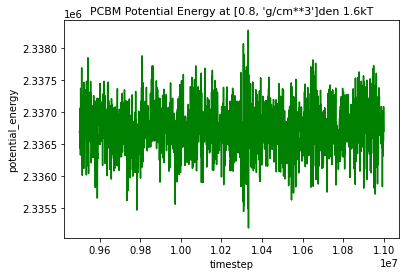 PCBM Potential Energy at [0.8, 'g/cm**3']den 1.6kT
1e6
2.3380
2.3375
2.3370
2.3365
2.3360
2.3355
potential_energy
0.96 0.98 1.00 1.02 1.04 1.06 1.08 1.10
timestep
1e7